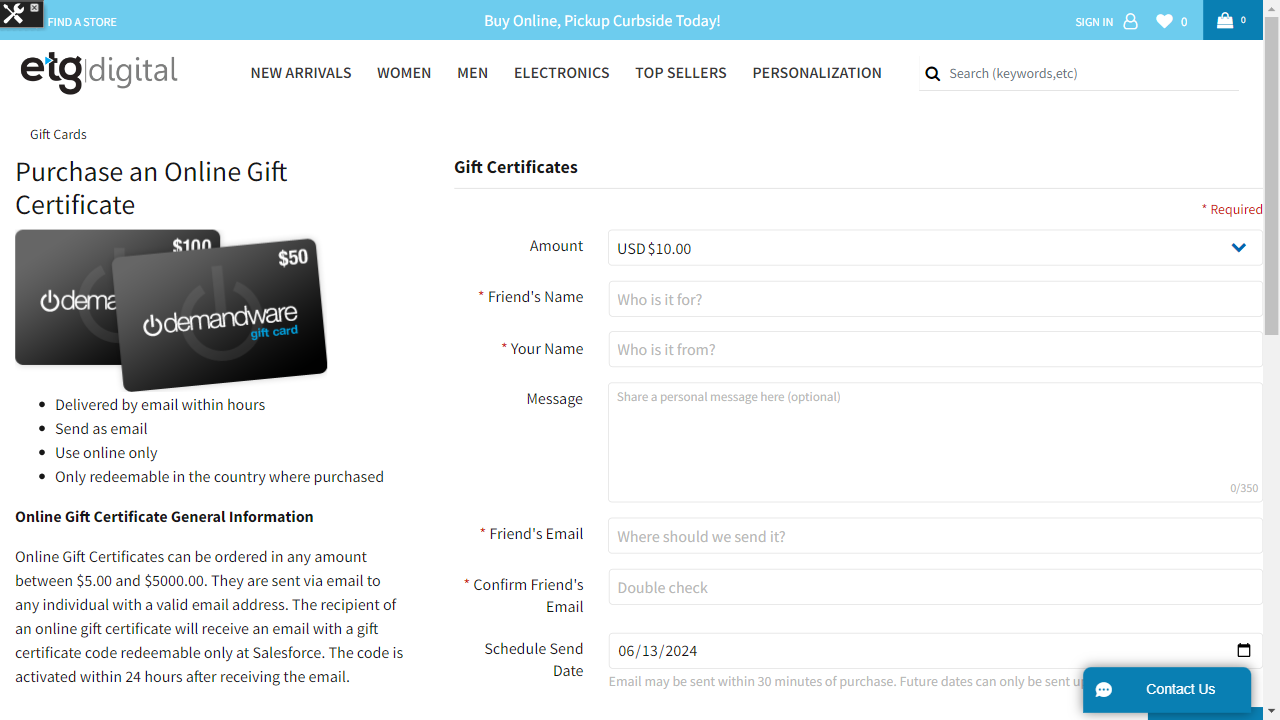 FIND A STORE
Buy Online, Pickup Curbside Today!
SIGN IN
0
0
etg|digital
NEW ARRIVALS
WOMEN
MEN
ELECTRONICS
TOP SELLERS
PERSONALIZATION
Search (keywords,etc)
Gift Cards
Purchase an Online Gift
Certificate
$100
dema
$50
demandware
gift card
Delivered by email within hours
Send as email
Use online only
Only redeemable in the country where purchased
Online Gift Certificate General Information
Online Gift Certificates can be ordered in any amount
between $5.00 and $5000.00. They are sent via email to
any individual with a valid email address. The recipient of
an online gift certificate will receive an email with a gift
certificate code redeemable only at Salesforce. The code is
activated within 24 hours after receiving the email.
Gift Certificates
* Required
Amount
USD $10.00
* Friend's Name
Who is it for?
* Your Name
Who is it from?
Message
Share a personal message here (optional)
0/350
* Friend's Email
Where should we send it?
* Confirm Friend's
Email
Double check
Schedule Send
Date
06/13/2024
Email may be sent within 30 minutes of purchase. Future dates can only be sent
Contact Us